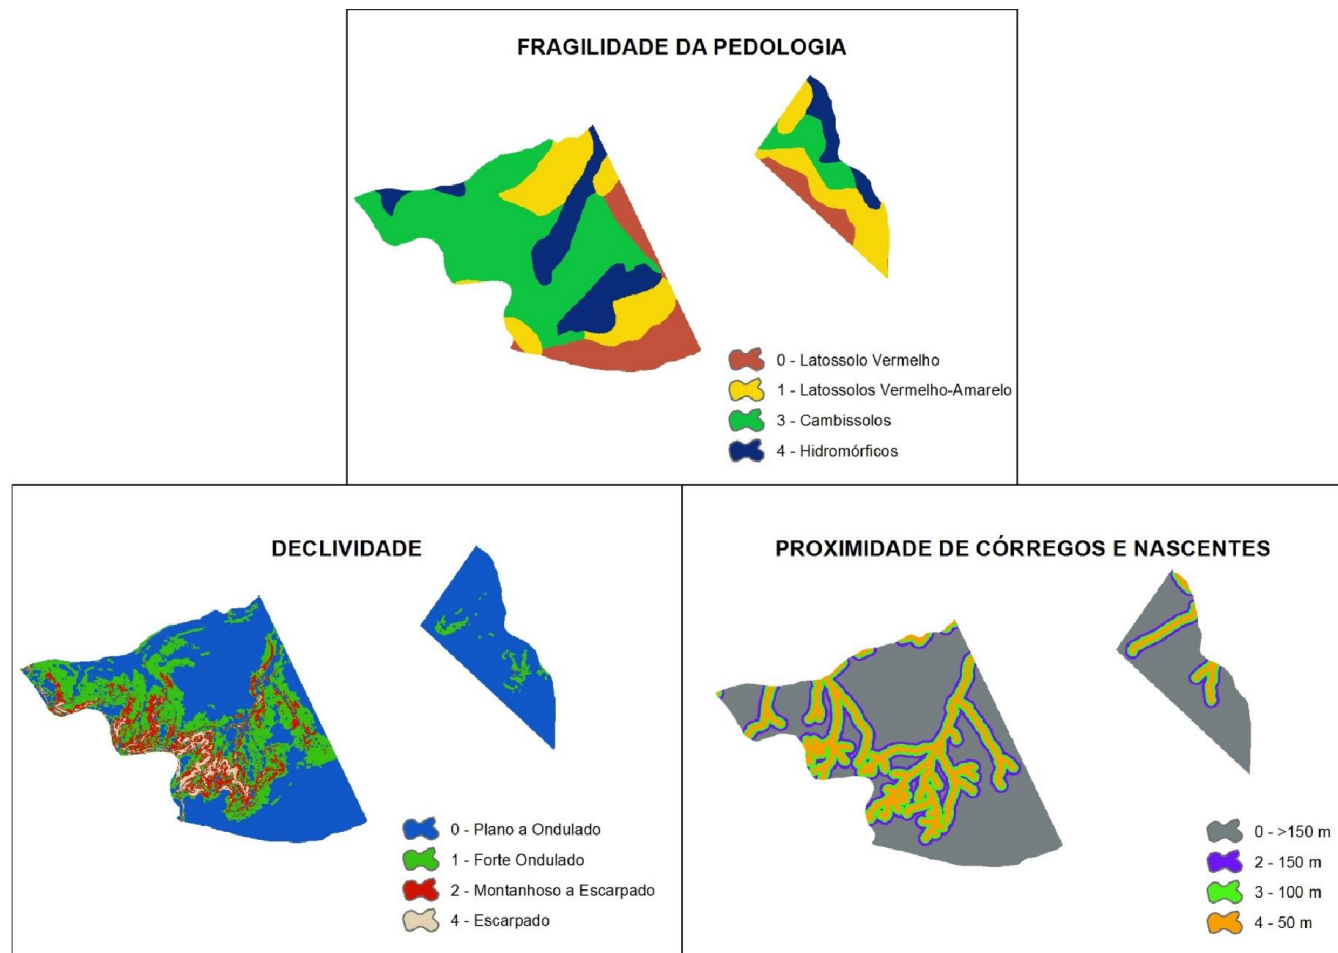 FRAGILIDADE DA PEDOLOGIA
0 - Latossolo Vermelho
1 - Latossolos Vermelho-Amarelo
3 - Cambissolos
4 - Hidromórficos
DECLIVIDADE
0 - Plano a Ondulado
1 - Forte Ondulado
2 - Montanhoso a Escarpado
4 - Escarpado
PROXIMIDADE DE CÓRREGOS E NASCENTES
0 - >150 m
2 - 150 m
3 - 100 m
4 - 50 m